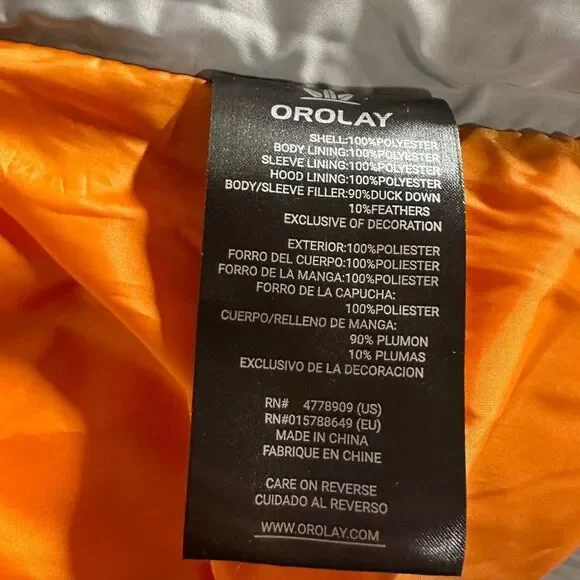 OROLAY
SHELL:100%POLYESTER
BODY LINING:100%POLYESTER
SLEEVE LINING:100%POLYESTER
HOOD LINING:100%POLYESTER
BODY/SLEEVE FILLER:90%DUCK DOWN
10%FEATHERS
EXCLUSIVE OF DECORATION
EXTERIOR:100%POLIESTER
FORRO DEL CUERPO:100%POLIESTER
FORRO DE LA MANGA:100%POLIESTER
FORRO DE LA CAPUCHA:
100%POLIESTER
CUERPO/RELLENO DE MANGA:
90% PLUMON
10% PLUMAS
EXCLUSIVO DE LA DECORACION
RN# 4778909 (US)
RN#015788649 (EU)
MADE IN CHINA
FABRIQUE EN CHINE
CARE ON REVERSE
CUIDADO AL REVERSO
WWW.OROLAY.COM